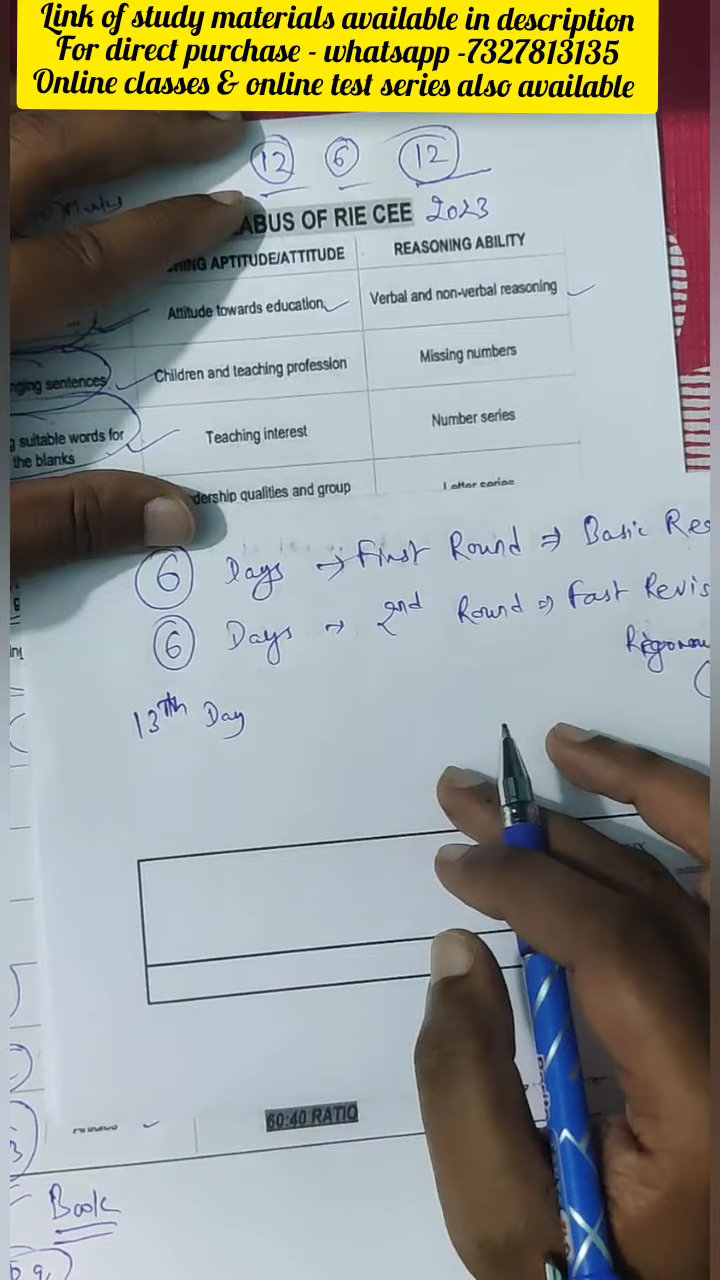 Link of study materials available in description
For direct purchase - whatsapp -7327813135
Online classes & online test series also available
12 6 12
ABUS OF RIE CEE 2023
APTITUDE/ATTITUDE REASONING ABILITY
Attitude towards education Verbal and non-verbal reasoning
nging sentences Children and teaching profession Missing numbers
g suitable words for Teaching interest Number series
the blanks
dership qualities and group Letter series
6 Days → First Round ⇒ Basic Res
6 Days → 2nd Round ⇒ Fast Revis
13th Day
60:40 RATIO
Book